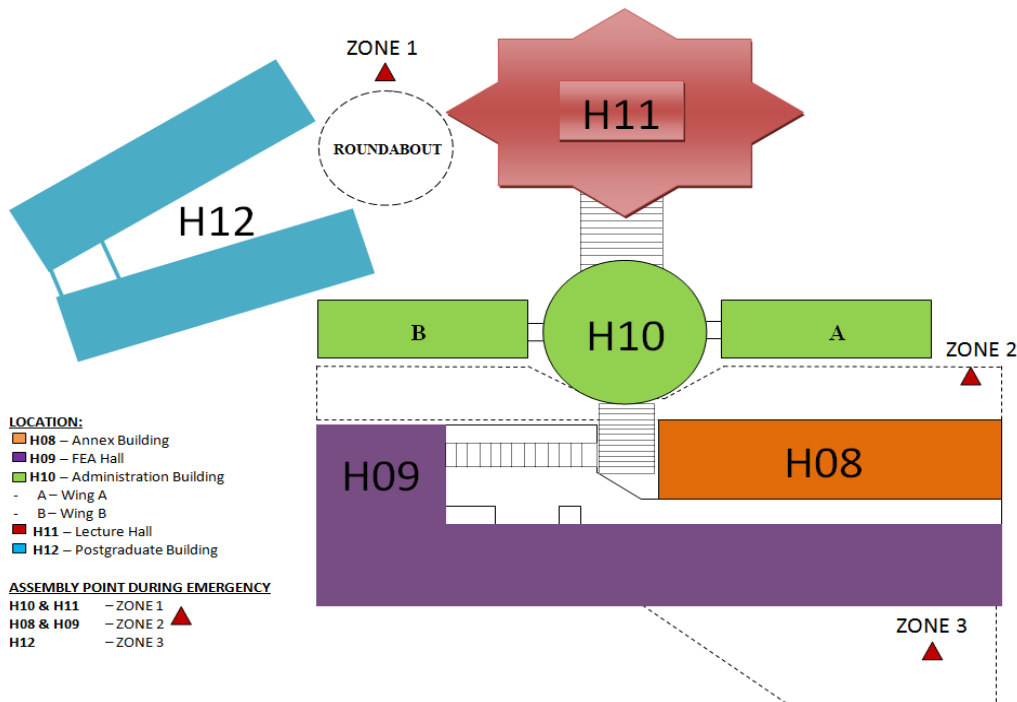 ZONE 1
H11
ROUNDABOUT
H12
B
H10
A
ZONE 2
LOCATION:
H08 – Annex Building
H09 – FEA Hall
H10 – Administration Building
- A – Wing A
- B – Wing B
H11 – Lecture Hall
H12 – Postgraduate Building
H09
H08
ASSEMBLY POINT DURING EMERGENCY
H10 & H11 – ZONE 1
H08 & H09 – ZONE 2
H12 – ZONE 3
ZONE 3